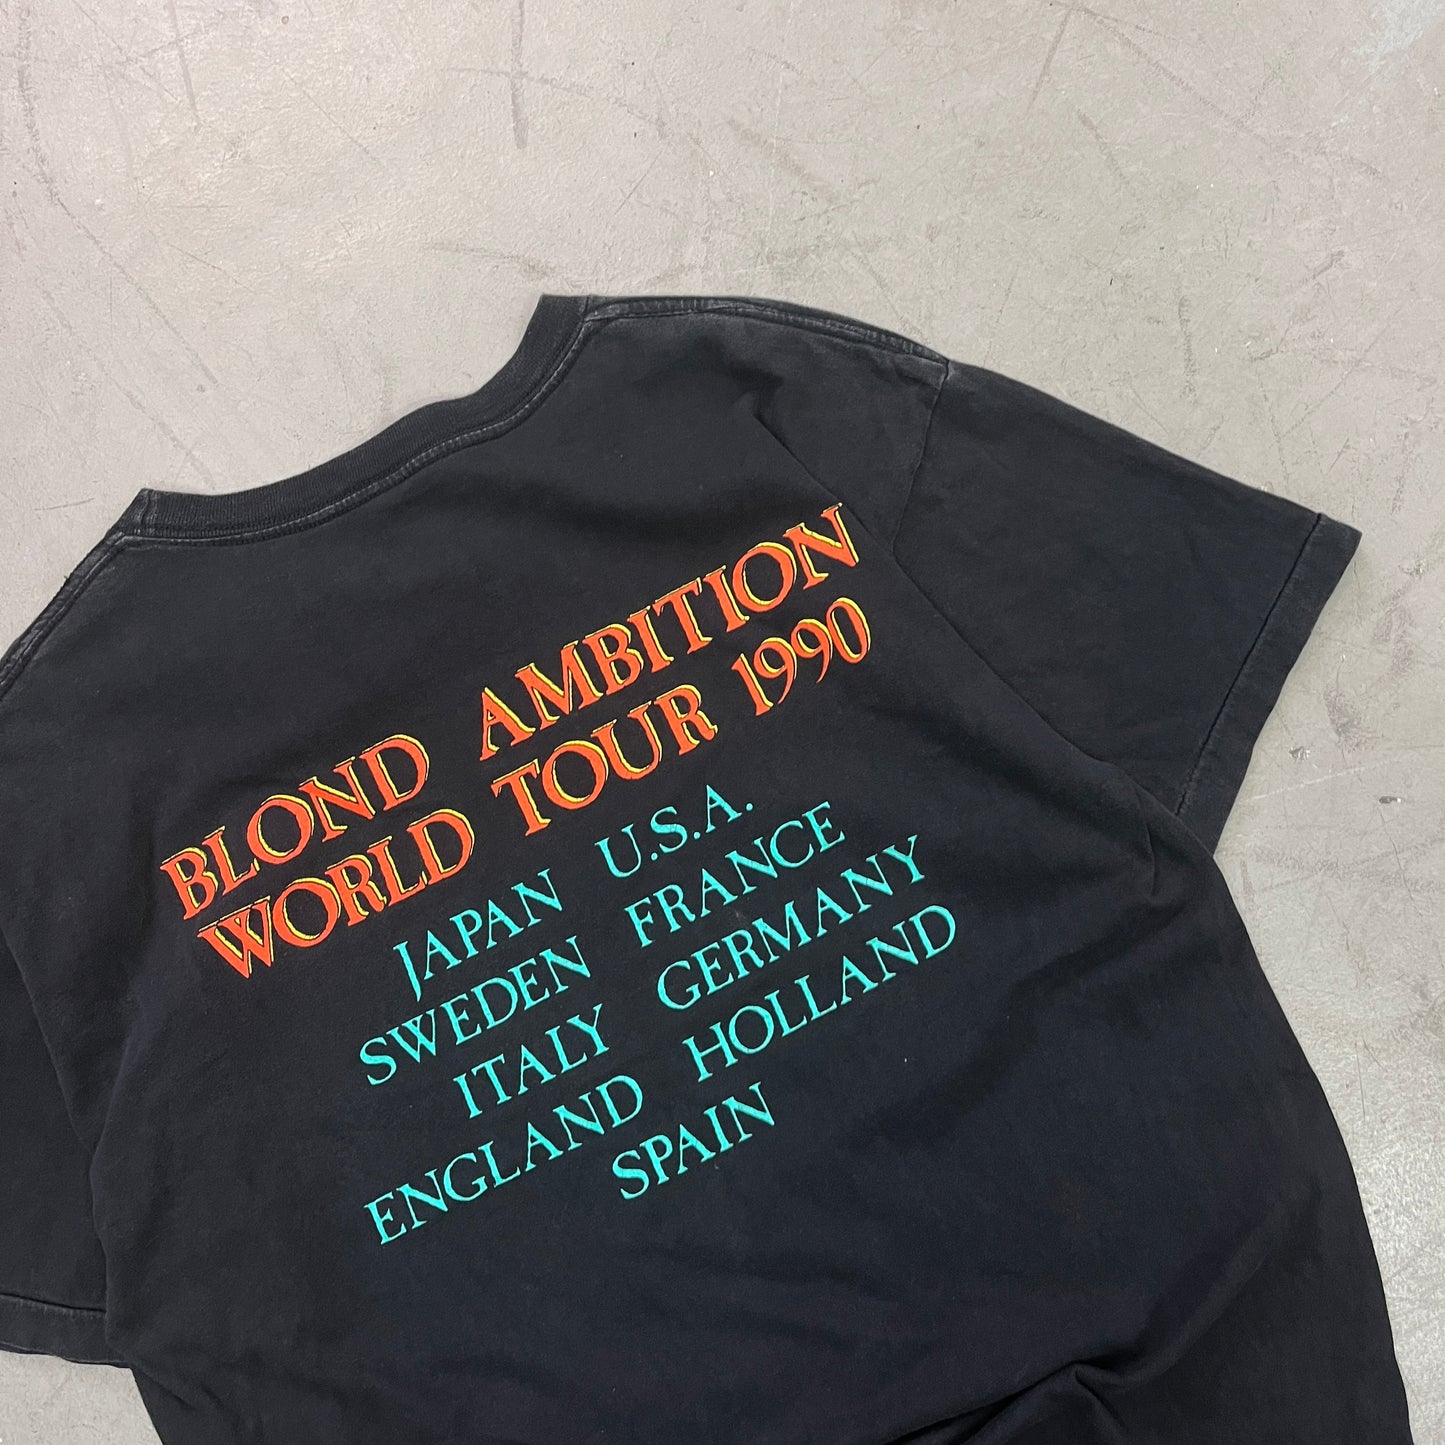 BLOND AMBITION
WORLD TOUR 1990
JAPAN U.S.A.
SWEDEN FRANCE
ITALY GERMANY
ENGLAND HOLLAND
SPAIN